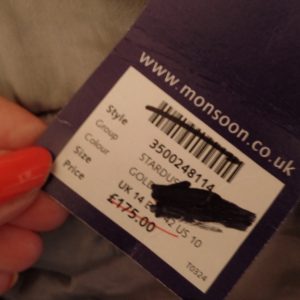 www.monsoon.co.uk
Style
3500248114
Group
STARDUS
Colour
GOLD
Size
UK 14 E 42 US 10
Price
£175.00
T0324